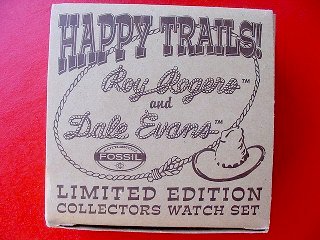 HAPPY TRAILS!
Roy Rogers™
and
Dale Evans™
FOSSIL
LIMITED EDITION
COLLECTORS WATCH SET